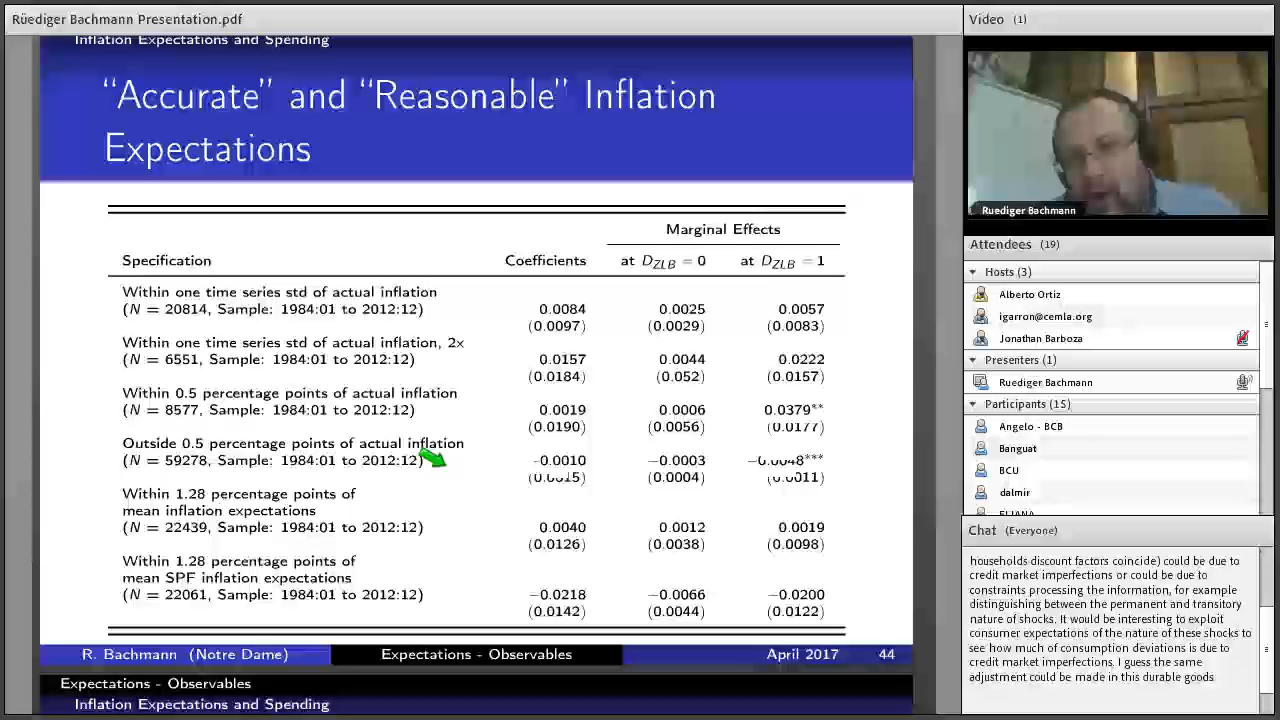 Rüediger Bachmann Presentation.pdf
Inflation Expectations and Spending
“Accurate” and “Reasonable” Inflation
Expectations
Marginal Effects
Specification Coefficients at D_ZLB = 0 at D_ZLB = 1
Within one time series std of actual inflation
(N = 20814, Sample: 1984:01 to 2012:12) 0.0084 0.0025 0.0057
(0.0097) (0.0029) (0.0083)
Within one time series std of actual inflation, 2x
(N = 6551, Sample: 1984:01 to 2012:12) 0.0157 0.0044 0.0222
(0.0184) (0.052) (0.0157)
Within 0.5 percentage points of actual inflation
(N = 8577, Sample: 1984:01 to 2012:12) 0.0019 0.0006 0.0379**
(0.0190) (0.0056) (0.0177)
Outside 0.5 percentage points of actual inflation
(N = 59278, Sample: 1984:01 to 2012:12) −0.0010 −0.0003 −0.0048***
(0.0015) (0.0004) (0.0011)
Within 1.28 percentage points of
mean inflation expectations
(N = 22439, Sample: 1984:01 to 2012:12) 0.0040 0.0012 0.0019
(0.0126) (0.0038) (0.0098)
Within 1.28 percentage points of
mean SPF inflation expectations
(N = 22061, Sample: 1984:01 to 2012:12) −0.0218 −0.0066 −0.0200
(0.0142) (0.0044) (0.0122)
R. Bachmann (Notre Dame) Expectations - Observables April 2017 44
Expectations - Observables
Inflation Expectations and Spending
Video (1)
Ruediger Bachmann
Attendees (19)
Hosts (3)
Alberto Ortiz
igarron@cemla.org
Jonathan Barboza
Presenters (1)
Ruediger Bachmann
Participants (15)
Angelo - BCB
Banguat
BCU
dalmir
Chat (Everyone)
households discount factors coincide) could be due to
credit market imperfections or could be due to
constraints processing the information, for example
distinguishing between the permanent and transitory
nature of shocks. It would be interesting to exploit
consumer expectations of the nature of these shocks to
see how much of consumption deviations is due to
credit market imperfections. I guess the same
adjustment could be made in this durable goods